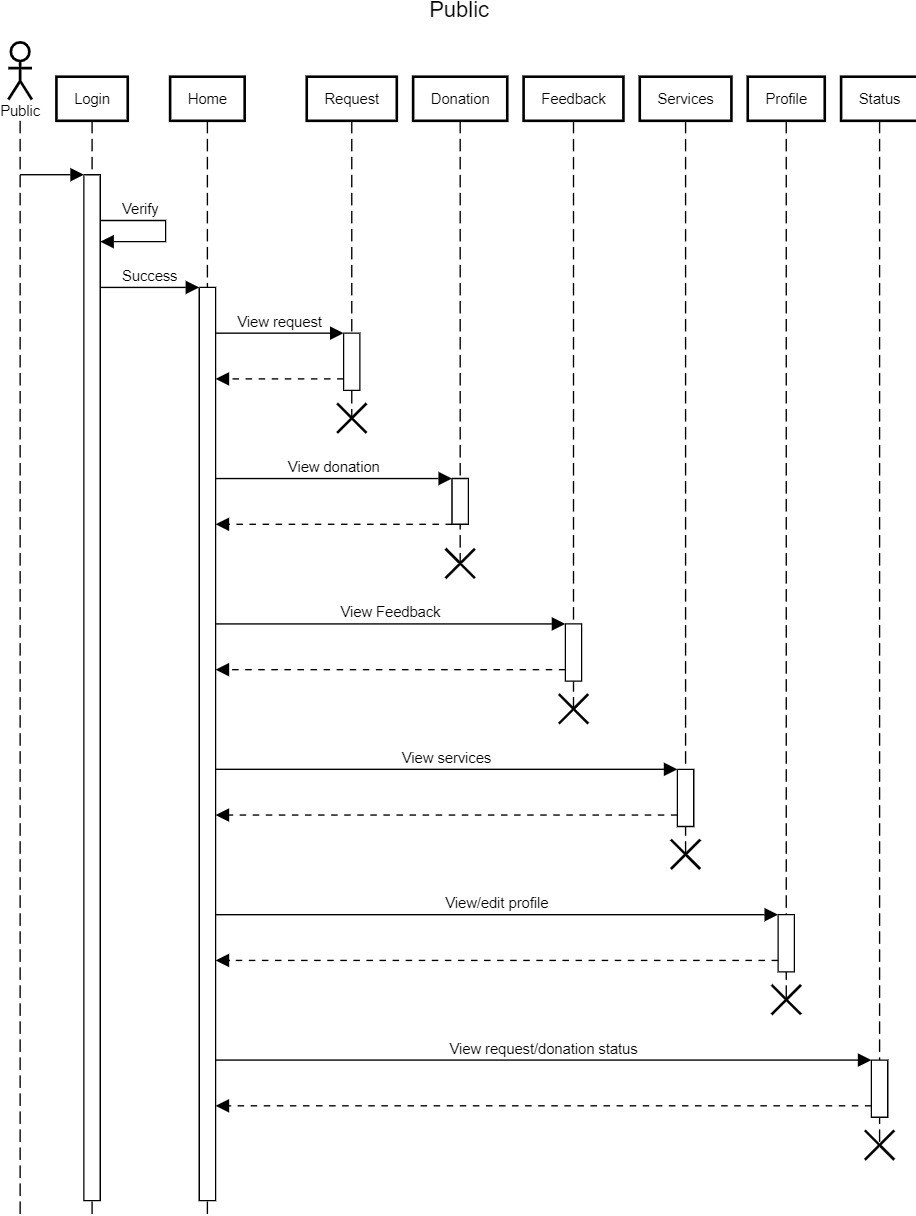 Public
Public
Login
Home
Request
Donation
Feedback
Services
Profile
Status
Verify
Success
View request
View donation
View Feedback
View services
View/edit profile
View request/donation status